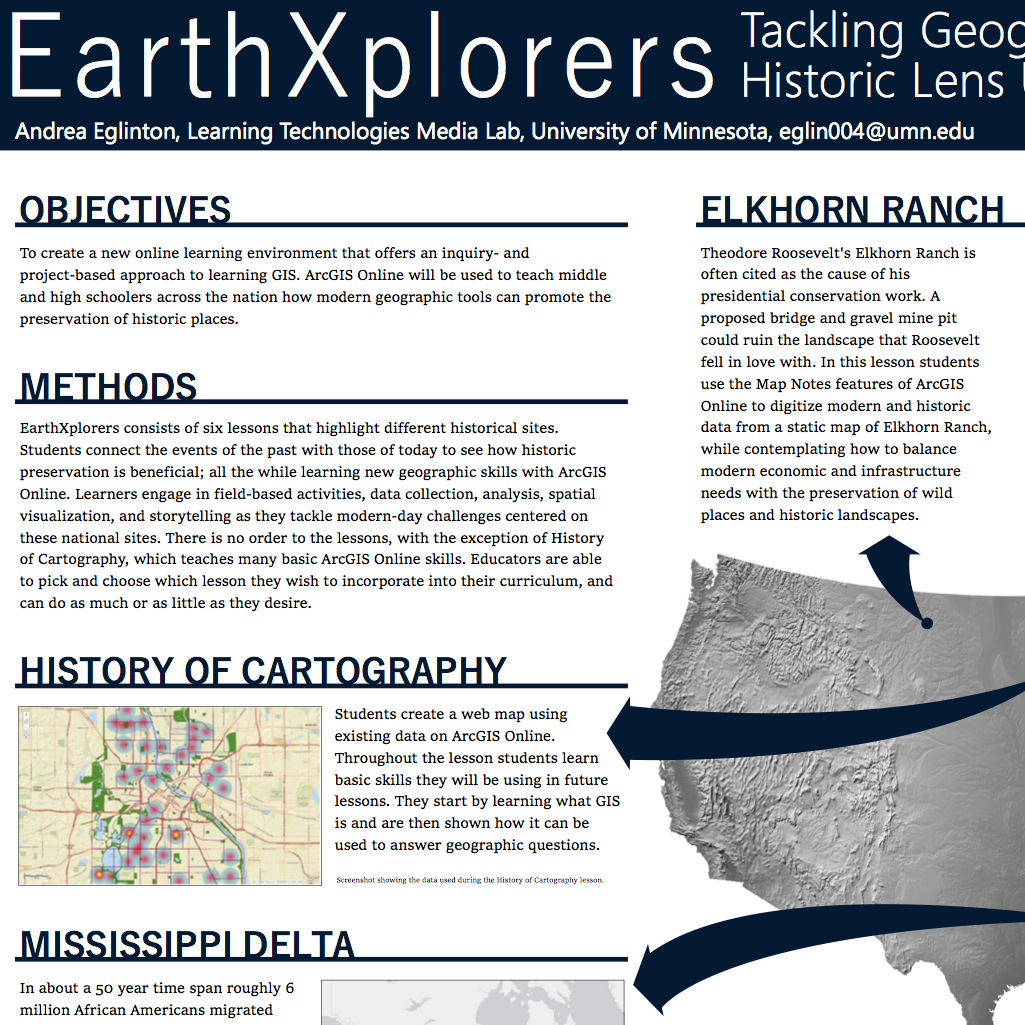 EarthXplorers
Tackling Geog
Historic Lens
Andrea Eglinton, Learning Technologies Media Lab, University of Minnesota, eglin004@umn.edu
OBJECTIVES
To create a new online learning environment that offers an inquiry- and
project-based approach to learning GIS. ArcGIS Online will be used to teach middle
and high schoolers across the nation how modern geographic tools can promote the
preservation of historic places.
METHODS
EarthXplorers consists of six lessons that highlight different historical sites.
Students connect the events of the past with those of today to see how historic
preservation is beneficial; all the while learning new geographic skills with ArcGIS
Online. Learners engage in field-based activities, data collection, analysis, spatial
visualization, and storytelling as they tackle modern-day challenges centered on
these national sites. There is no order to the lessons, with the exception of History
of Cartography, which teaches many basic ArcGIS Online skills. Educators are able
to pick and choose which lesson they wish to incorporate into their curriculum, and
can do as much or as little as they desire.
HISTORY OF CARTOGRAPHY
Students create a web map using
existing data on ArcGIS Online.
Throughout the lesson students learn
basic skills they will be using in future
lessons. They start by learning what GIS
is and are then shown how it can be
used to answer geographic questions.
Screenshot showing the data used during the History of Cartography lesson.
MISSISSIPPI DELTA
In about a 50 year time span roughly 6
million African Americans migrated
ELKHORN RANCH
Theodore Roosevelt's Elkhorn Ranch is
often cited as the cause of his
presidential conservation work. A
proposed bridge and gravel mine pit
could ruin the landscape that Roosevelt
fell in love with. In this lesson students
use the Map Notes features of ArcGIS
Online to digitize modern and historic
data from a static map of Elkhorn Ranch,
while contemplating how to balance
modern economic and infrastructure
needs with the preservation of wild
places and historic landscapes.